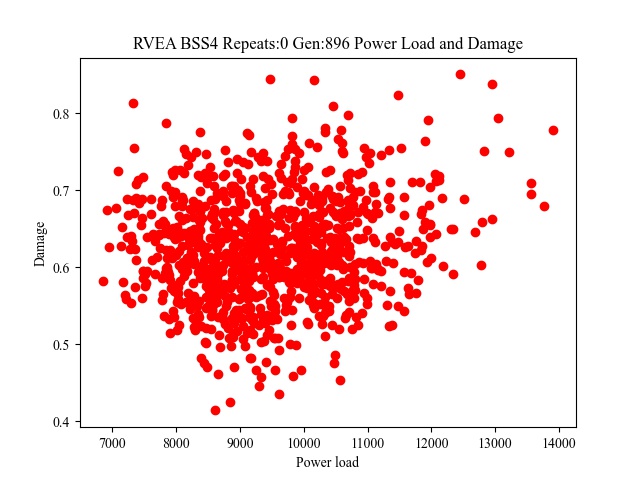 RVEA BSS4 Repeats:0 Gen:896 Power Load and Damage
0.8
0.7
0.6
0.5
0.4
Damage
7000 8000 9000 10000 11000 12000 13000 14000
Power load